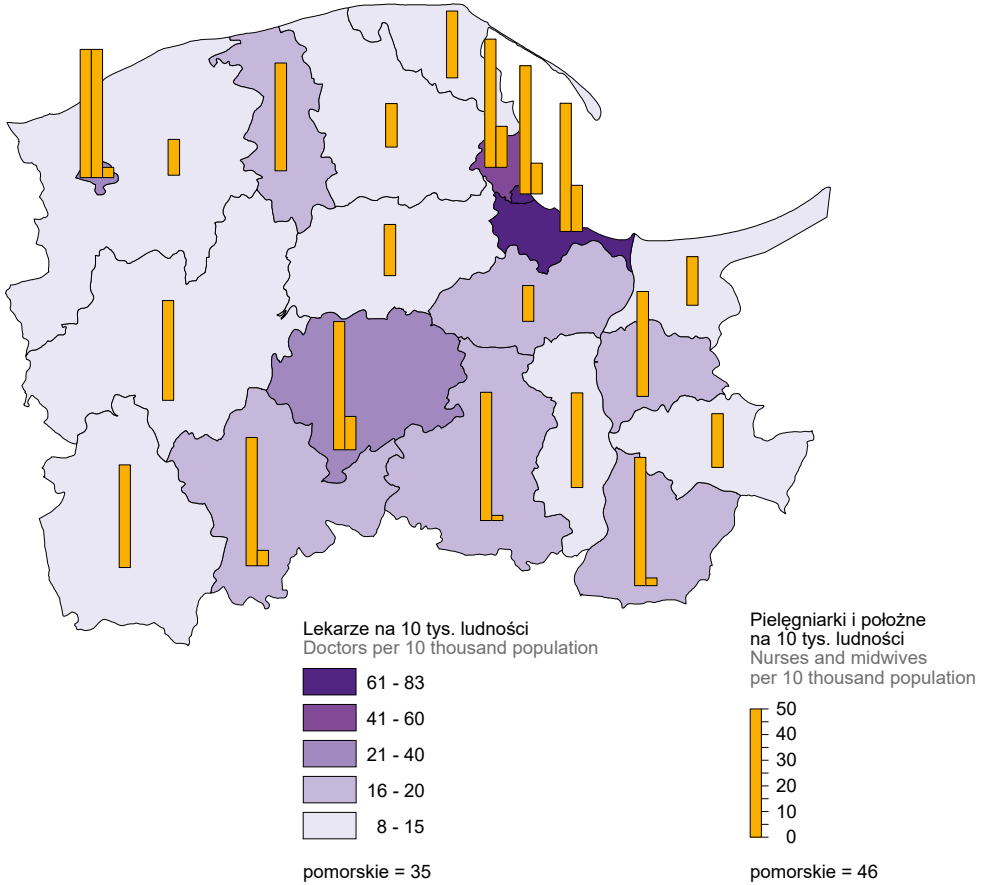 Lekarze na 10 tys. ludności
Doctors per 10 thousand population
61 - 83
41 - 60
21 - 40
16 - 20
8 - 15
pomorskie = 35
Pielęgniarki i położne
na 10 tys. ludności
Nurses and midwives
per 10 thousand population
50
40
30
20
10
0
pomorskie = 46